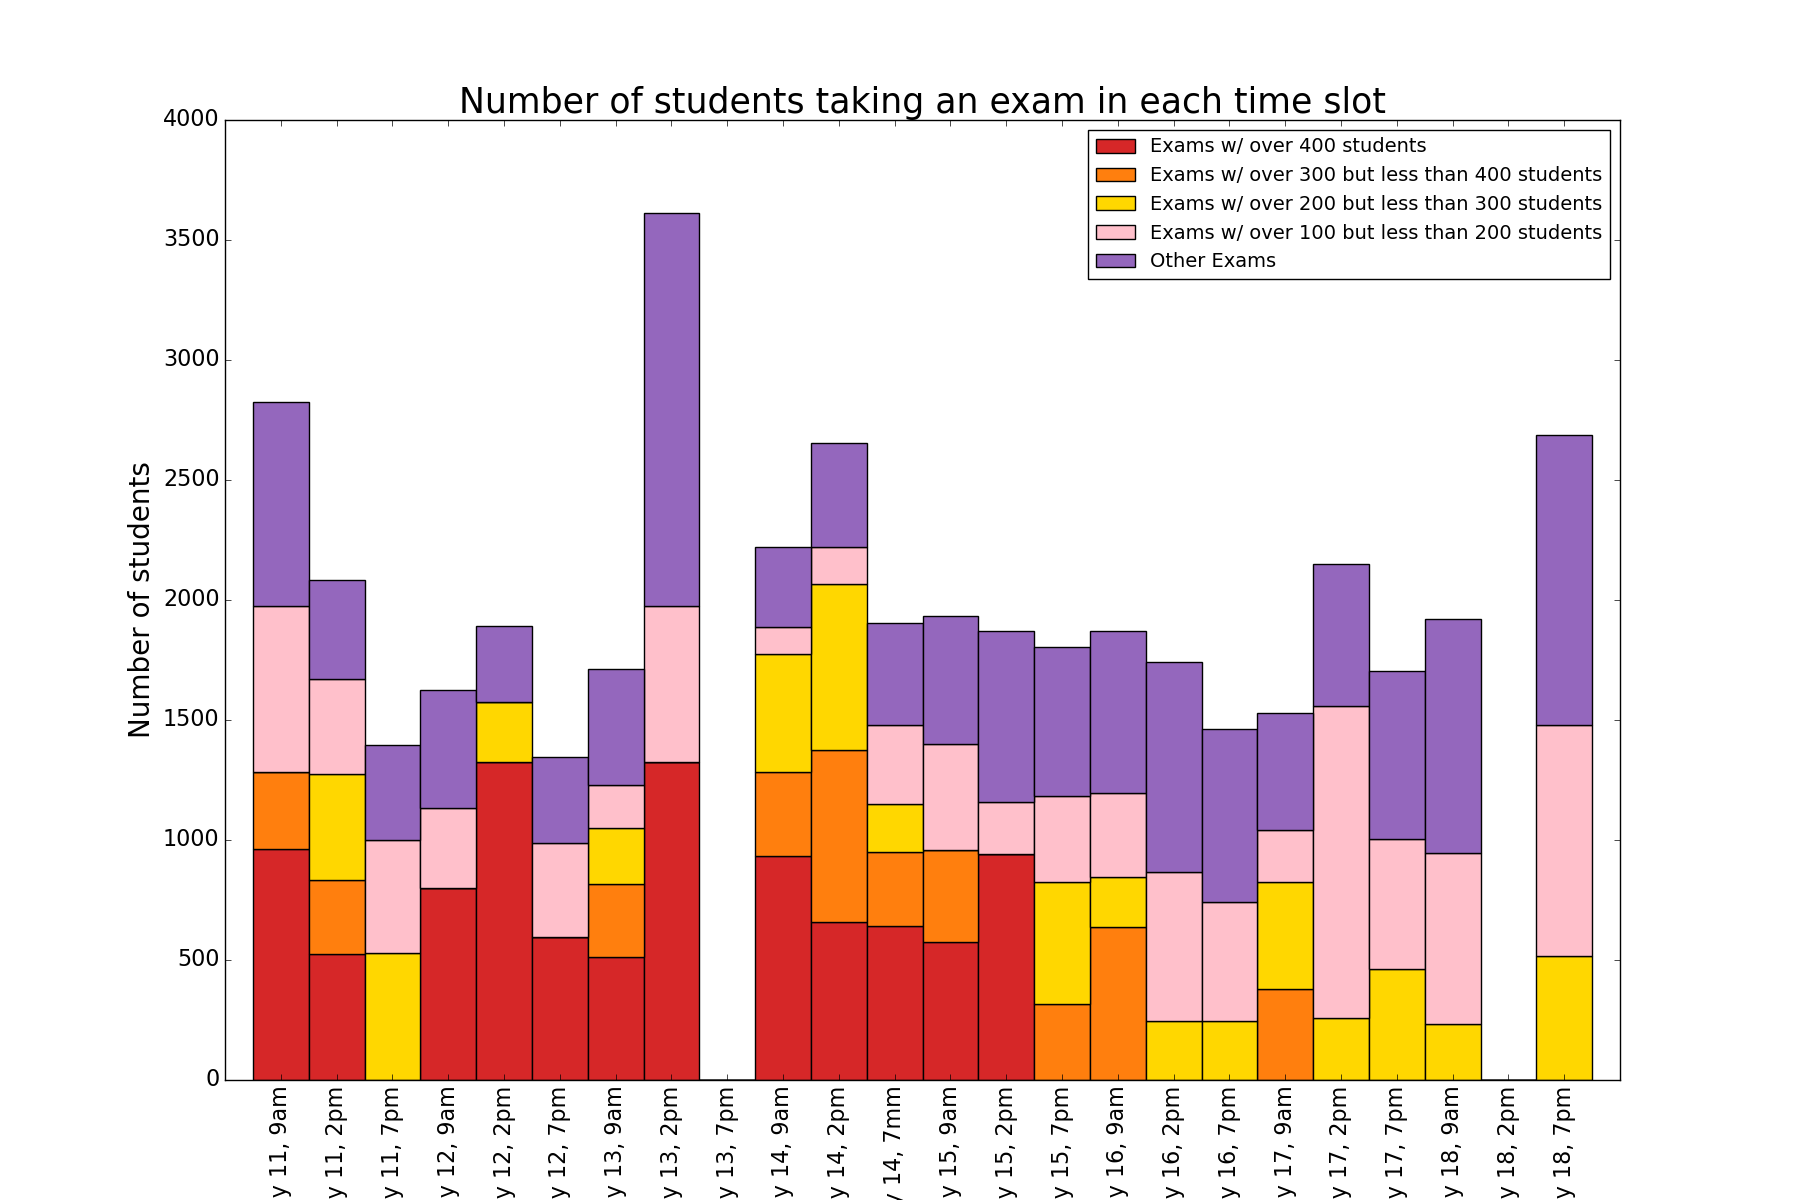 Number of students taking an exam in each time slot
Exams w/ over 400 students
Exams w/ over 300 but less than 400 students
Exams w/ over 200 but less than 300 students
Exams w/ over 100 but less than 200 students
Other Exams
Number of students
4000
3500
3000
2500
2000
1500
1000
500
0
y 11, 9am
y 11, 2pm
y 11, 7pm
y 12, 9am
y 12, 2pm
y 12, 7pm
y 13, 9am
y 13, 2pm
y 13, 7pm
y 14, 9am
y 14, 2pm
y 14, 7mm
y 15, 9am
y 15, 2pm
y 15, 7pm
y 16, 9am
y 16, 2pm
y 16, 7pm
y 17, 9am
y 17, 2pm
y 17, 7pm
y 18, 9am
y 18, 2pm
y 18, 7pm